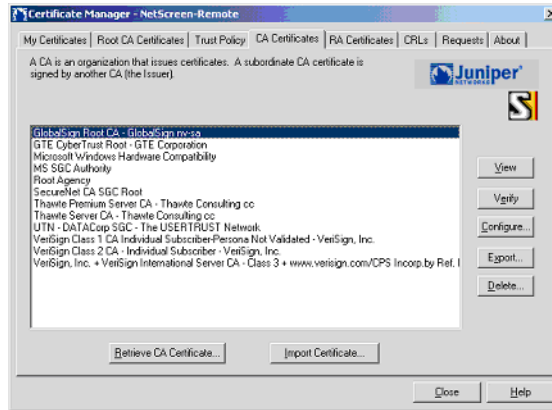 Certificate Manager - NetScreen-Remote
My Certificates
Root CA Certificates
Trust Policy
CA Certificates
RA Certificates
CRLs
Requests
About
A CA is an organization that issues certificates. A subordinate CA certificate is
signed by another CA (the Issuer).
Juniper
NETWORKS
S
GlobalSign Root CA - GlobalSign nv-sa
GTE CyberTrust Root - GTE Corporation
Microsoft Windows Hardware Compatibility
MS SGC Authority
Root Agency
SecureNet CA SGC Root
Thawte Premium Server CA - Thawte Consulting cc
Thawte Server CA - Thawte Consulting cc
UTN - DATACorp SGC - The USERTRUST Network
VeriSign Class 1 CA Individual Subscriber-Persona Not Validated - VeriSign, Inc.
VeriSign Class 2 CA - Individual Subscriber - VeriSign, Inc.
VeriSign, Inc. + VeriSign International Server CA - Class 3 + www.verisign.com/CPS Incorp.by Ref. l
View
Verify
Configure...
Export...
Delete...
Retrieve CA Certificate...
Import Certificate...
Close
Help